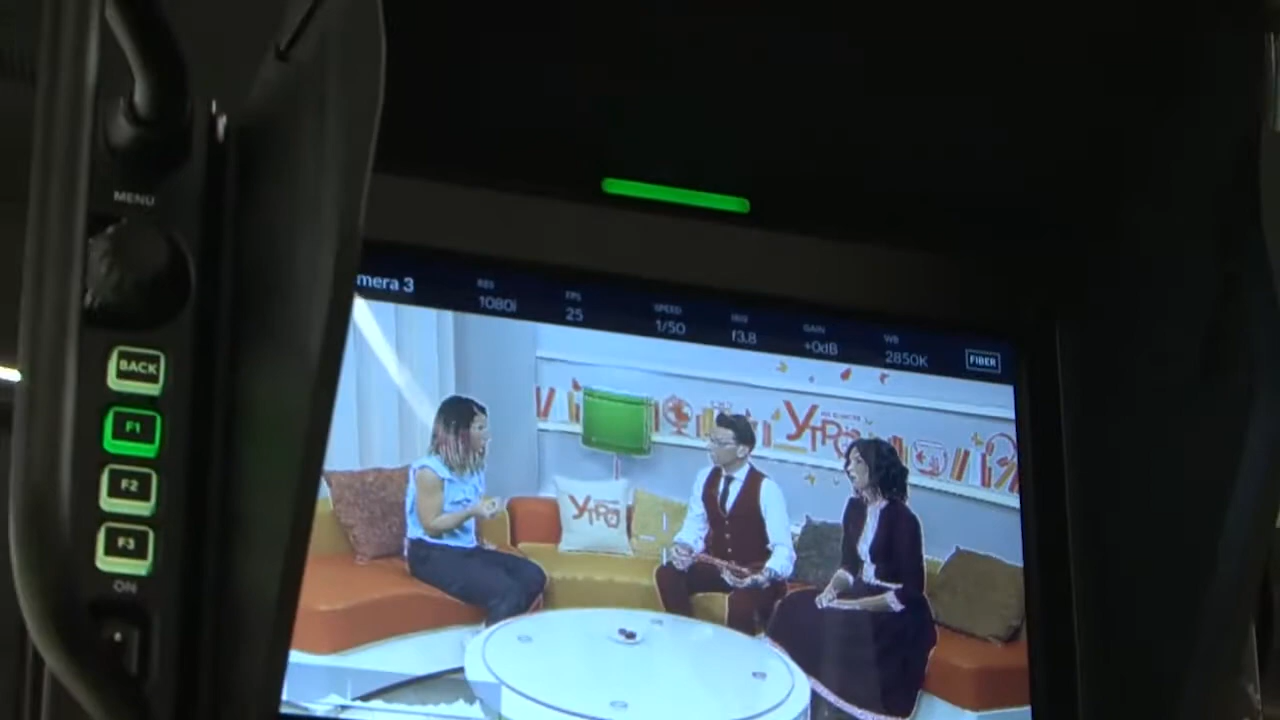 MENU
mera 3
RES
1080i
FPS
25
SPEED
1/50
IRIS
f3.8
GAIN
+0dB
WB
2850K
FIBER
BACK
F1
F2
F3
ON
УТРО
УТРО